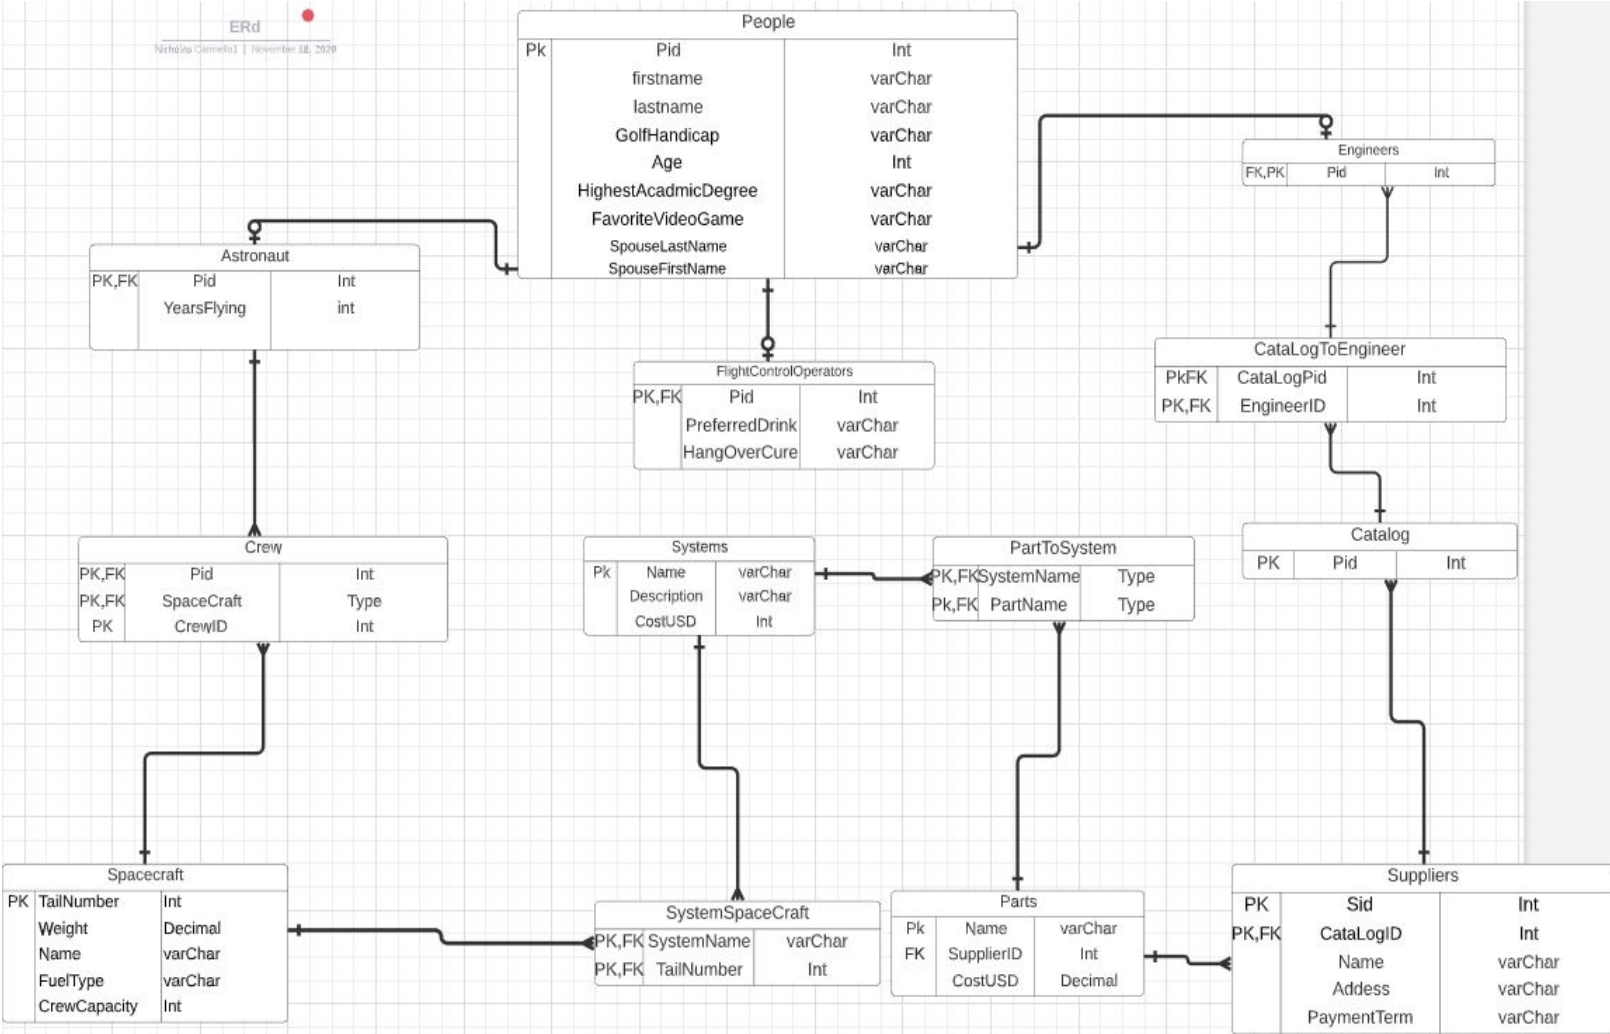 ERd
Nicholas Carmello1 | November 18, 2020
People
Pk Pid Int
firstname varChar
lastname varChar
GolfHandicap varChar
Age Int
HighestAcadmicDegree varChar
FavoriteVideoGame varChar
SpouseLastName varChar
SpouseFirstName varChar
Engineers
FK,PK Pid Int
Astronaut
PK,FK Pid Int
YearsFlying int
FlightControlOperators
PK,FK Pid Int
PreferredDrink varChar
HangOverCure varChar
CataLogToEngineer
PkFK CataLogPid Int
PK,FK EngineerID Int
Crew
PK,FK Pid Int
PK,FK SpaceCraft Type
PK CrewID Int
Systems
Pk Name varChar
Description varChar
CostUSD Int
PartToSystem
PK,FK SystemName Type
Pk,FK PartName Type
Catalog
PK Pid Int
Spacecraft
PK TailNumber Int
Weight Decimal
Name varChar
FuelType varChar
CrewCapacity Int
SystemSpaceCraft
PK,FK SystemName varChar
PK,FK TailNumber Int
Parts
Pk Name varChar
FK SupplierID Int
CostUSD Decimal
Suppliers
PK Sid Int
PK,FK CataLogID Int
Name varChar
Addess varChar
PaymentTerm varChar